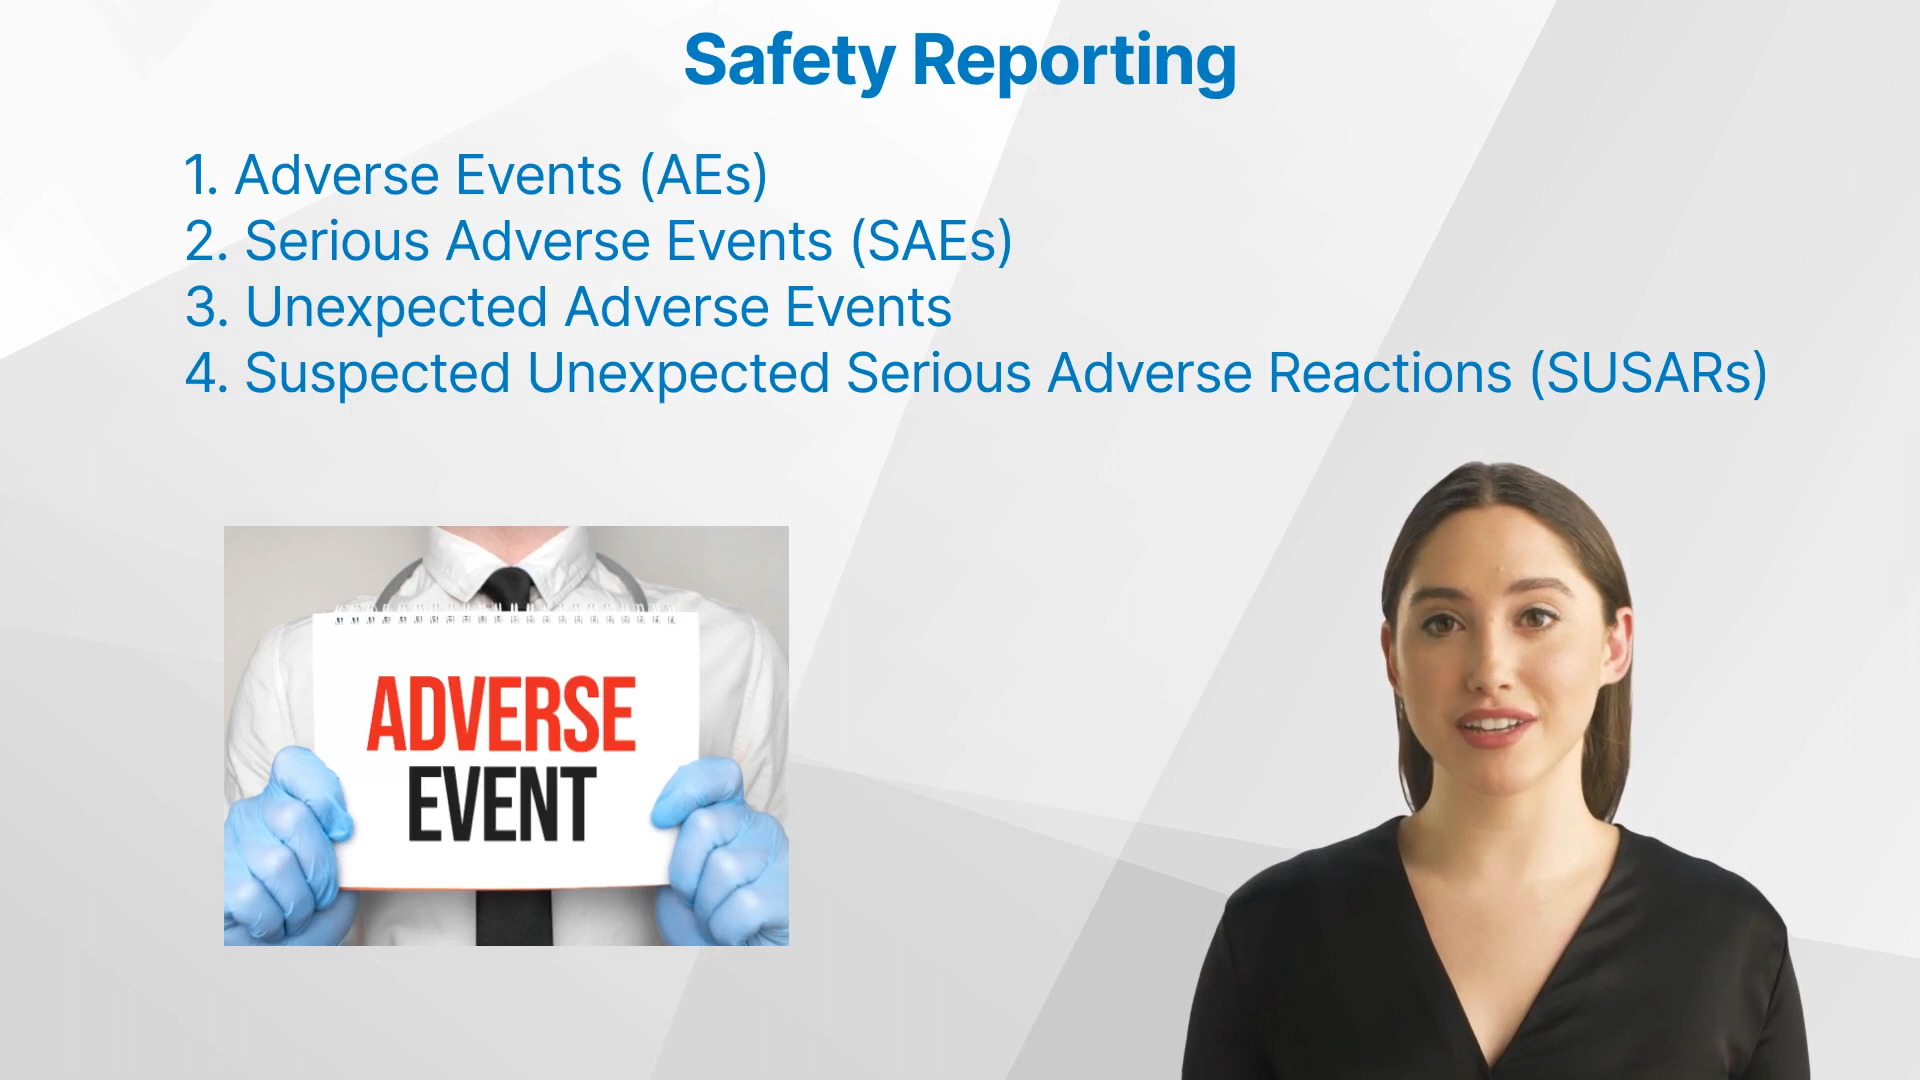 Safety Reporting
1. Adverse Events (AEs)
2. Serious Adverse Events (SAEs)
3. Unexpected Adverse Events
4. Suspected Unexpected Serious Adverse Reactions (SUSARs)
ADVERSE
EVENT